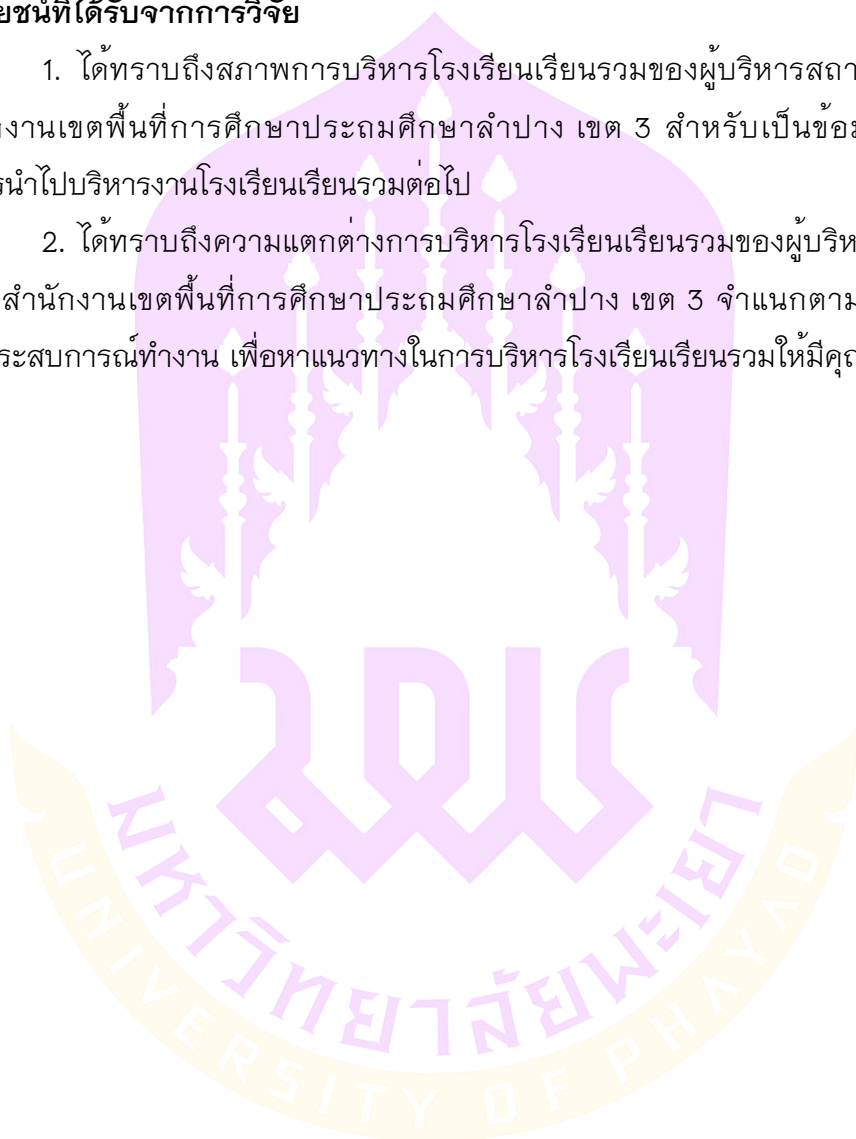 ยชน์ที่ได้รับจากการวิจัย
1. ได้ทราบถึงสภาพการบริหารโรงเรียนเรียนรวมของผู้บริหารสถา
งานเขตพื้นที่การศึกษาประถมศึกษาลำปาง เขต 3 สำหรับเป็นข้อม
รนำไปบริหารงานโรงเรียนเรียนรวมต่อไป
2. ได้ทราบถึงความแตกต่างการบริหารโรงเรียนเรียนรวมของผู้บริห
สำนักงานเขตพื้นที่การศึกษาประถมศึกษาลำปาง เขต 3 จำแนกตาม
ระสบการณ์ทำงาน เพื่อหาแนวทางในการบริหารโรงเรียนเรียนรวมให้มีคุณ
มหาวิทยาลัยพะเยา
UNIVERSITY OF PHAYAO